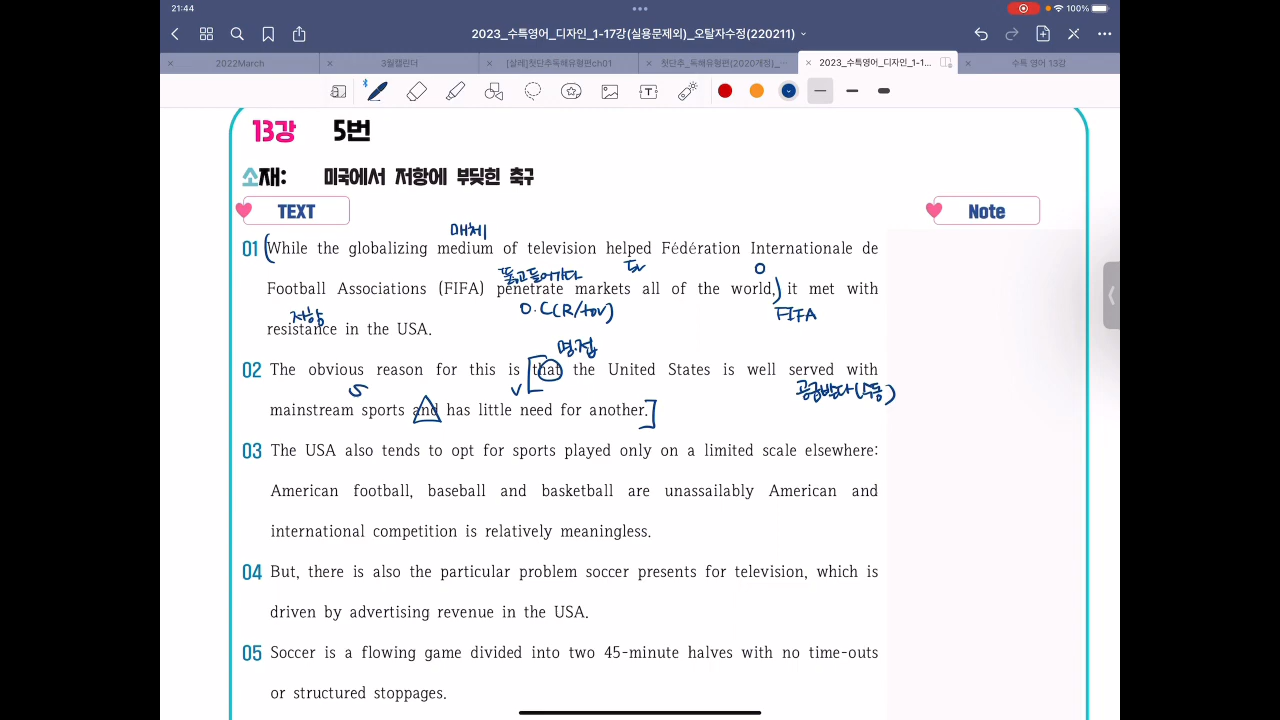 21:44
100%
2023_수특영어_디자인_1-17강(실용문제외)_오탈자수정(220211)
2022March
3월캘린더
[살레]첫단추독해유형편ch01
첫단추_독해유형편(2020개정)_…
2023_수특영어_디자인_1-1…
수특 영어 13강
13강 5번
소재: 미국에서 저항에 부딪힌 축구
TEXT
Note
매체
01 While the globalizing medium of television helped Fédération Internationale de
뚫고 들어가다
O
Football Associations (FIFA) penetrate markets all of the world, it met with
저항
O.C(R/toV)
FIFA
resistance in the USA.
명.접
02 The obvious reason for this is that the United States is well served with
S
V
공급받다(수동)
mainstream sports and has little need for another.
03 The USA also tends to opt for sports played only on a limited scale elsewhere:
American football, baseball and basketball are unassailably American and
international competition is relatively meaningless.
04 But, there is also the particular problem soccer presents for television, which is
driven by advertising revenue in the USA.
05 Soccer is a flowing game divided into two 45-minute halves with no time-outs
or structured stoppages.